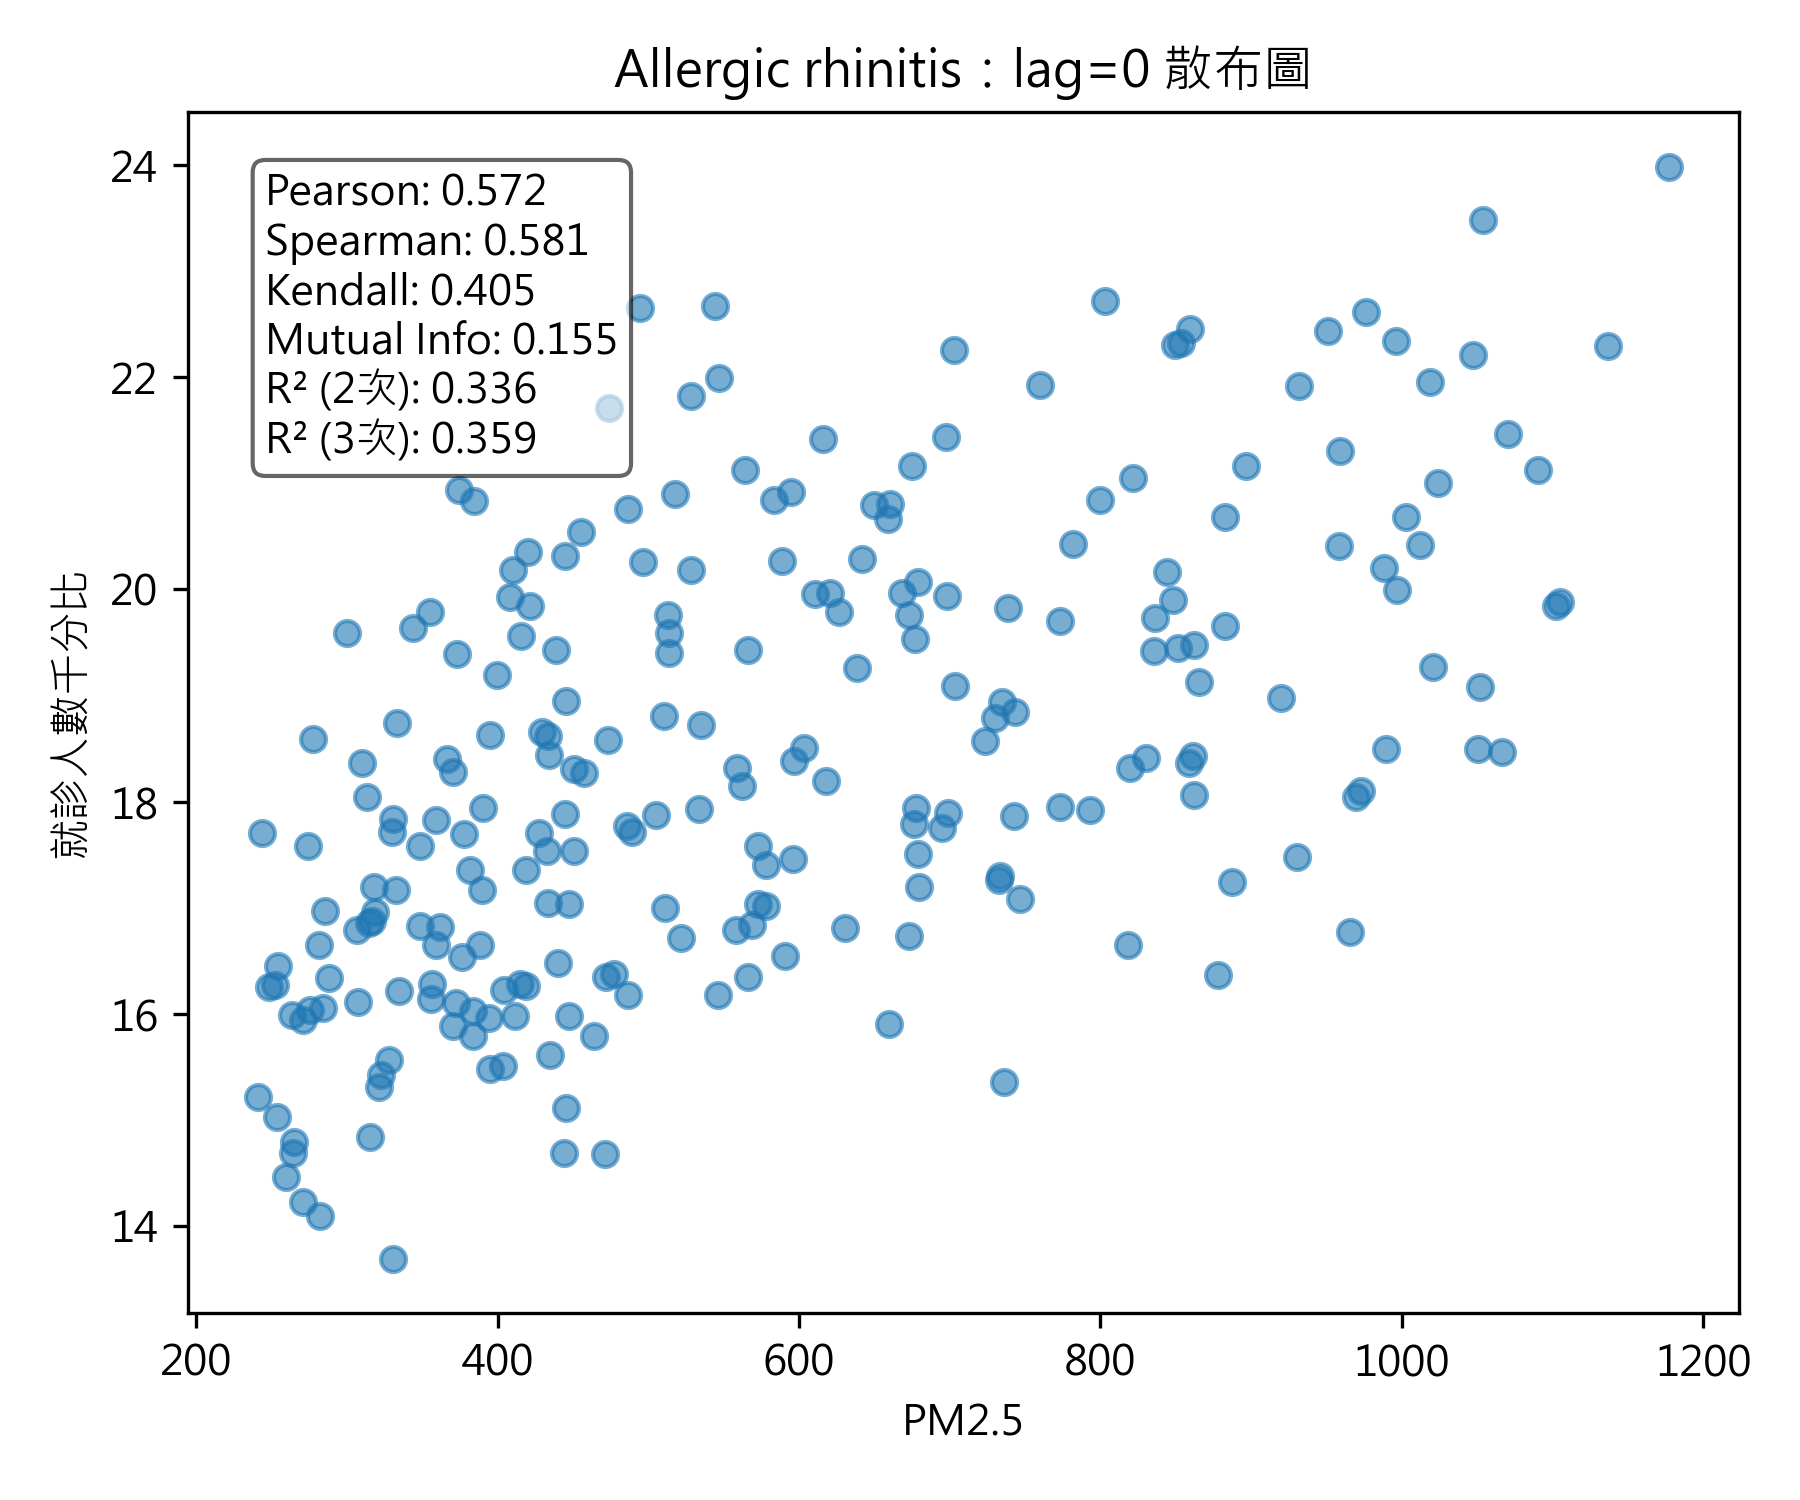 Allergic rhinitis：lag=0 散布圖
Pearson: 0.572
Spearman: 0.581
Kendall: 0.405
Mutual Info: 0.155
R² (2次): 0.336
R² (3次): 0.359
就診人數千分比
24
22
20
18
16
14
200 400 600 800 1000 1200
PM2.5